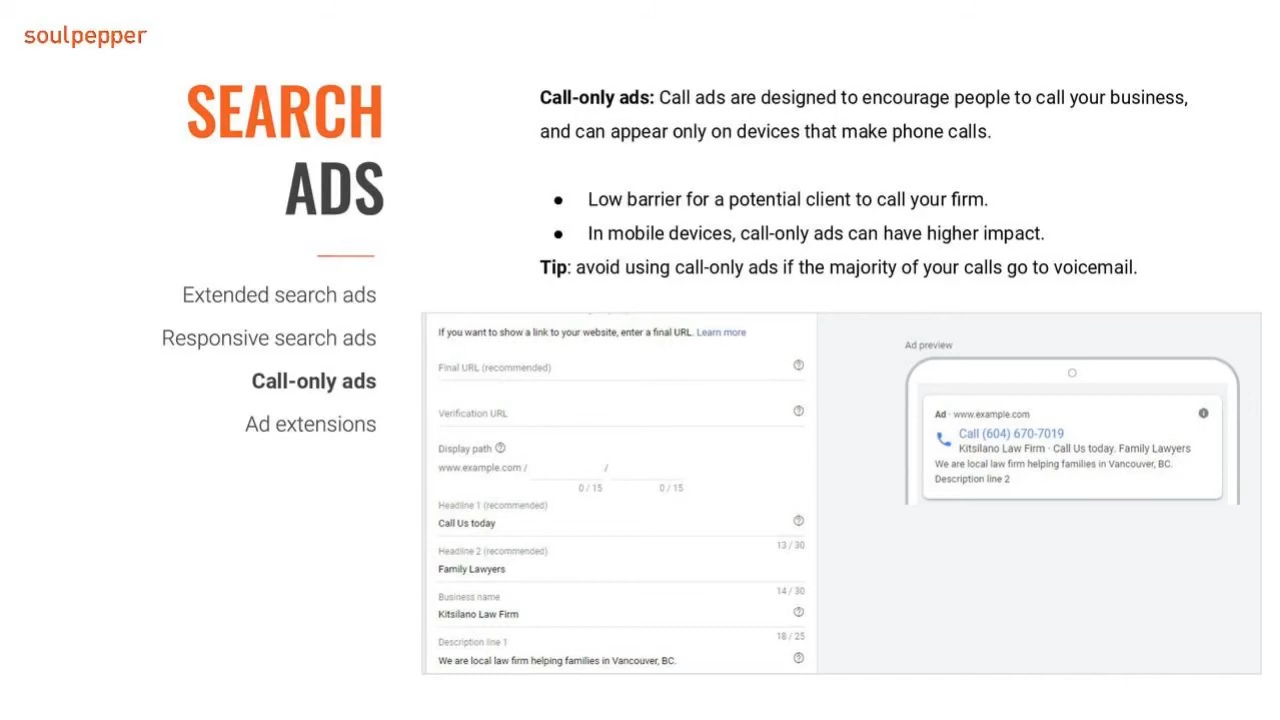 soulpepper
SEARCH
ADS
Extended search ads
Responsive search ads
Call-only ads
Ad extensions
Call-only ads: Call ads are designed to encourage people to call your business,
and can appear only on devices that make phone calls.
● Low barrier for a potential client to call your firm.
● In mobile devices, call-only ads can have higher impact.
Tip: avoid using call-only ads if the majority of your calls go to voicemail.
If you want to show a link to your website, enter a final URL. Learn more
Final URL (recommended)
Verification URL
Display path
www.example.com / /
0 / 15 0 / 15
Headline 1 (recommended)
Call Us today
13 / 30
Headline 2 (recommended)
Family Lawyers
14 / 30
Business name
Kitsilano Law Firm
18 / 25
Description line 1
We are local law firm helping families in Vancouver, BC.
Ad preview
Ad · www.example.com
Call (604) 670-7019
Kitsilano Law Firm · Call Us today. Family Lawyers
We are local law firm helping families in Vancouver, BC.
Description line 2